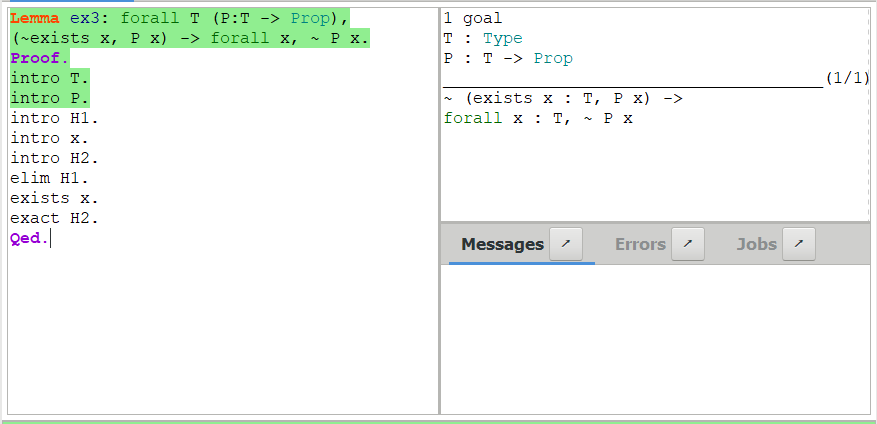 Lemma ex3: forall T (P:T -> Prop),
(~exists x, P x) -> forall x, ~ P x.
Proof.
intro T.
intro P.
intro H1.
intro x.
intro H2.
elim H1.
exists x.
exact H2.
Qed.
1 goal
T : Type
P : T -> Prop
(1/1)
~ (exists x : T, P x) ->
forall x : T, ~ P x
Messages Errors Jobs